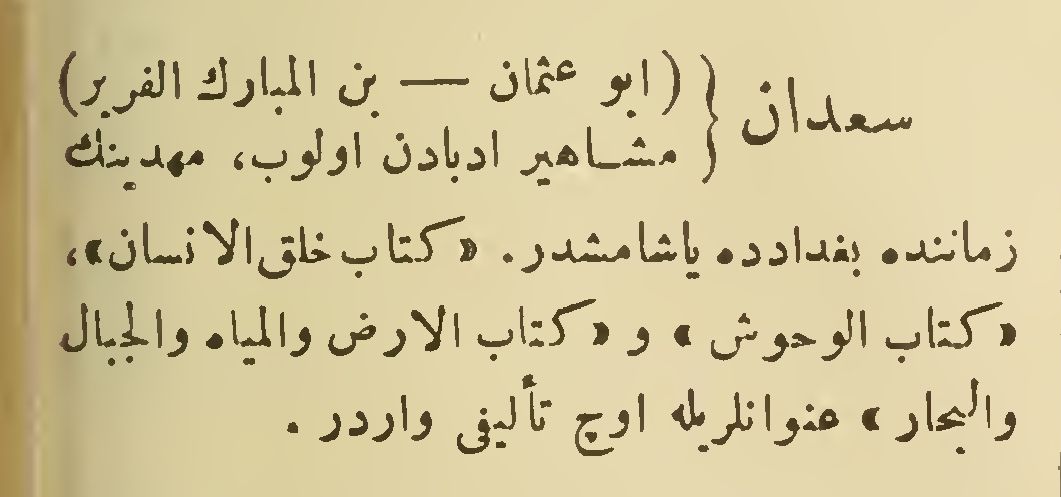 سعدان { (ابو عثمان — بن المبارك الفرير)
مشاهير ادبادن اولوب، مهدينك
زماننده بغدادده ياشامشدر. «كتاب خلق الانسان»،
«كتاب الوحوش» و «كتاب الارض والمياه والجبال
والبحار» عنوانلريله اوچ تأليفى واردر.